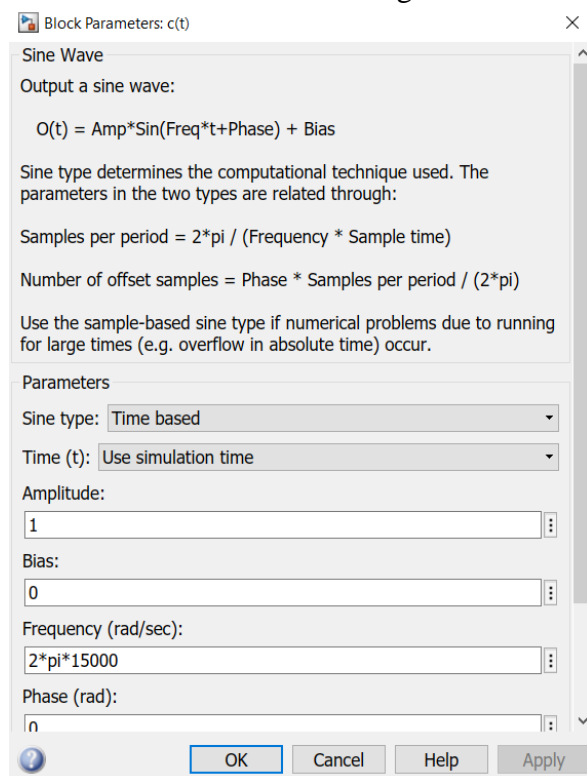 Block Parameters: c(t)
Sine Wave
Output a sine wave:
O(t) = Amp*Sin(Freq*t+Phase) + Bias
Sine type determines the computational technique used. The
parameters in the two types are related through:
Samples per period = 2*pi / (Frequency * Sample time)
Number of offset samples = Phase * Samples per period / (2*pi)
Use the sample-based sine type if numerical problems due to running
for large times (e.g. overflow in absolute time) occur.
Parameters
Sine type: Time based
Time (t): Use simulation time
Amplitude:
1
Bias:
0
Frequency (rad/sec):
2*pi*15000
Phase (rad):
0
OK Cancel Help Apply